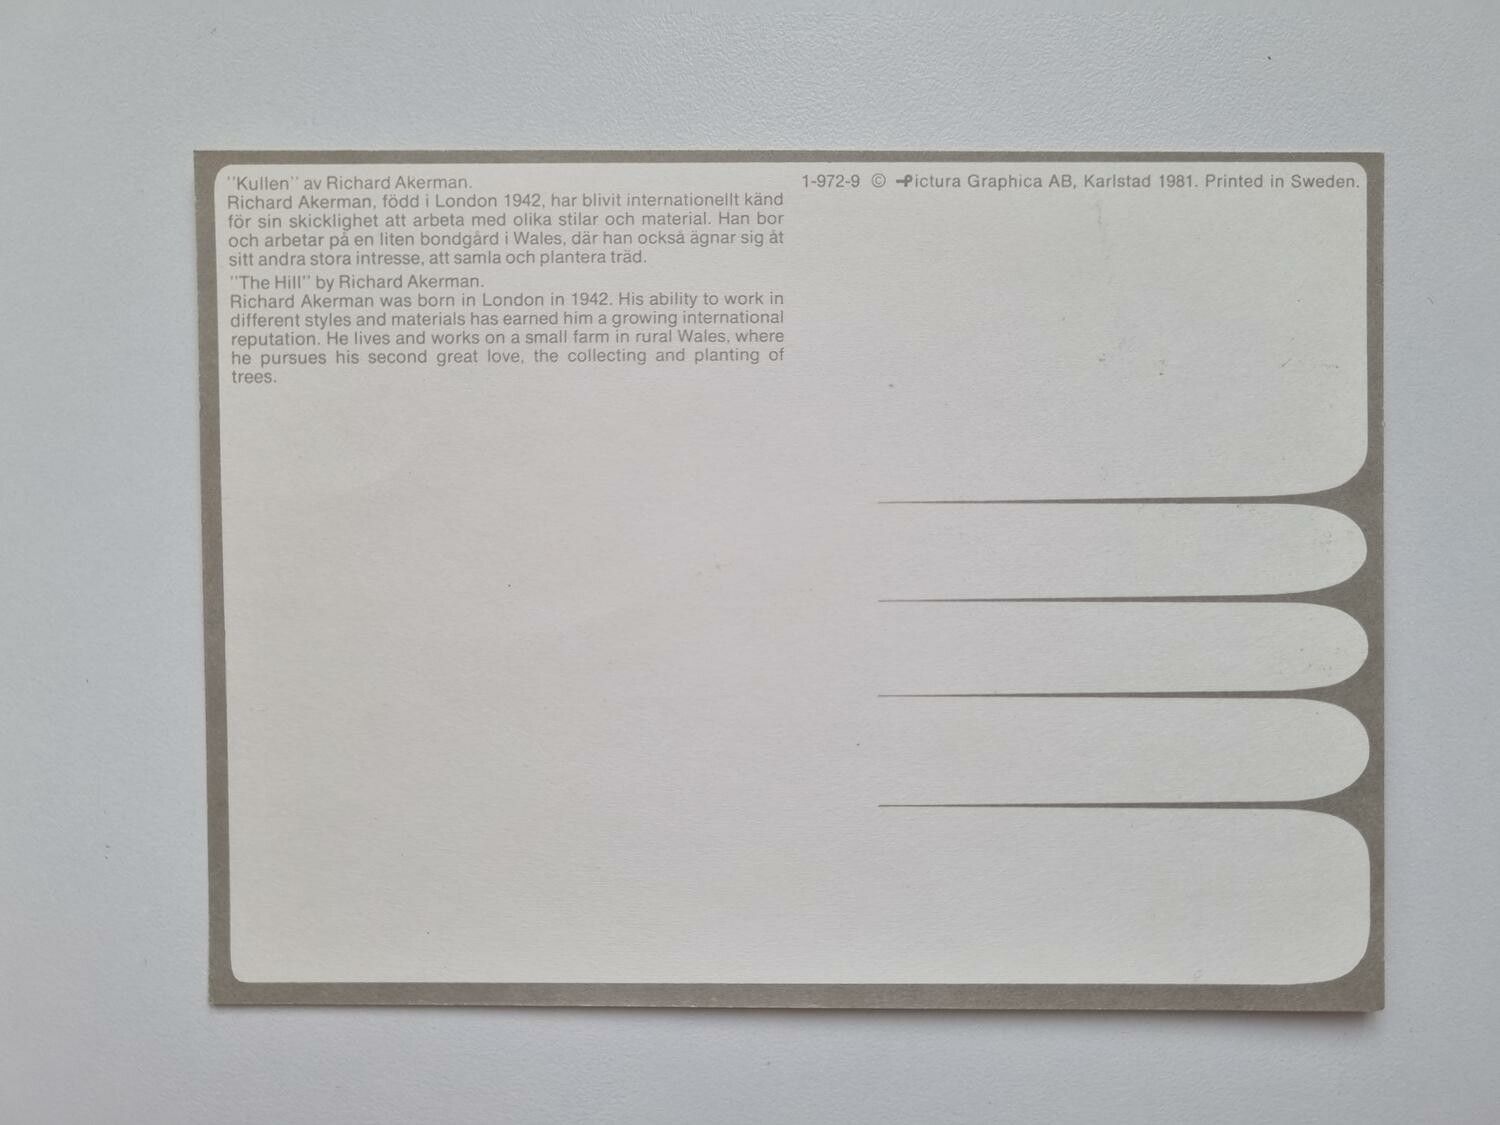 "Kullen" av Richard Akerman.
Richard Akerman, född i London 1942, har blivit internationellt känd
för sin skicklighet att arbeta med olika stilar och material. Han bor
och arbetar på en liten bondgård i Wales, där han också ägnar sig åt
sitt andra stora intresse, att samla och plantera träd.
"The Hill" by Richard Akerman.
Richard Akerman was born in London in 1942. His ability to work in
different styles and materials has earned him a growing international
reputation. He lives and works on a small farm in rural Wales, where
he pursues his second great love, the collecting and planting of
trees.
1-972-9 © Pictura Graphica AB, Karlstad 1981. Printed in Sweden.